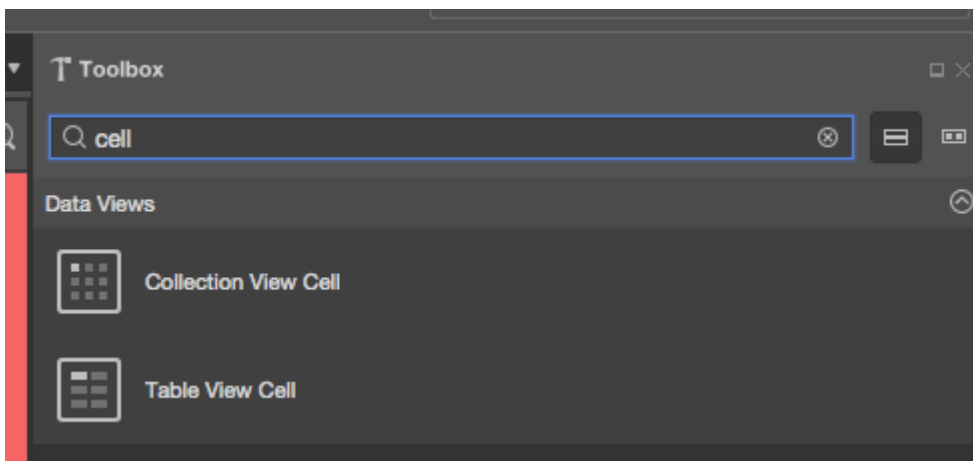 Toolbox
cell
Data Views
Collection View Cell
Table View Cell